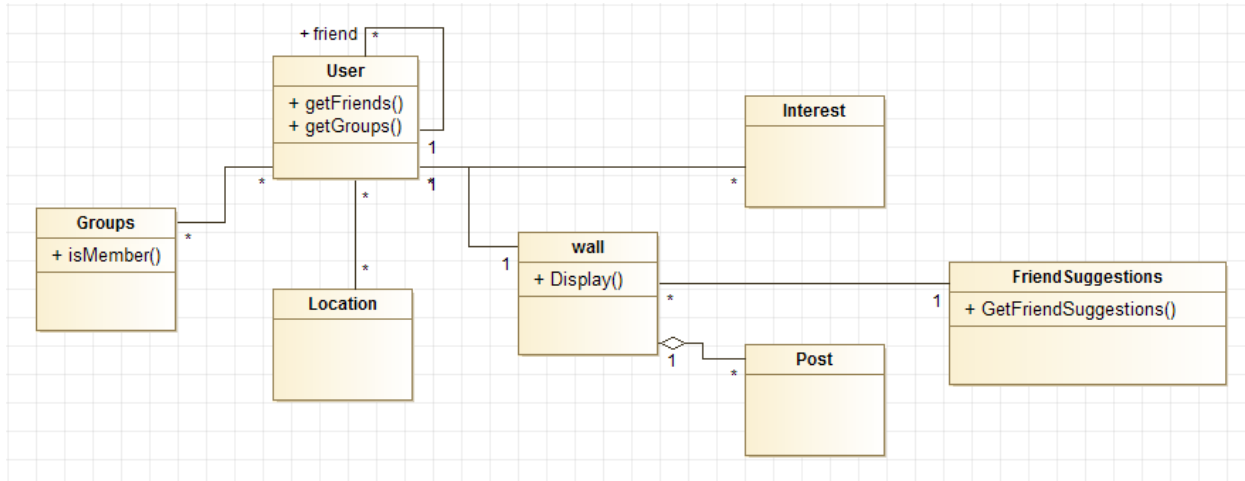 + friend
*
User
+ getFriends()
+ getGroups()
1
*
*
1
*
Interest
*
Groups
+ isMember()
*
*
*
Location
wall
+ Display()
1
*
1
FriendSuggestions
+ GetFriendSuggestions()
1
*
Post